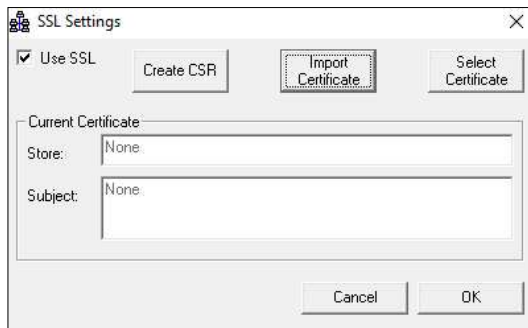 SSL Settings
Use SSL
Create CSR
Import
Certificate
Select
Certificate
Current Certificate
Store:
None
Subject:
None
Cancel
OK